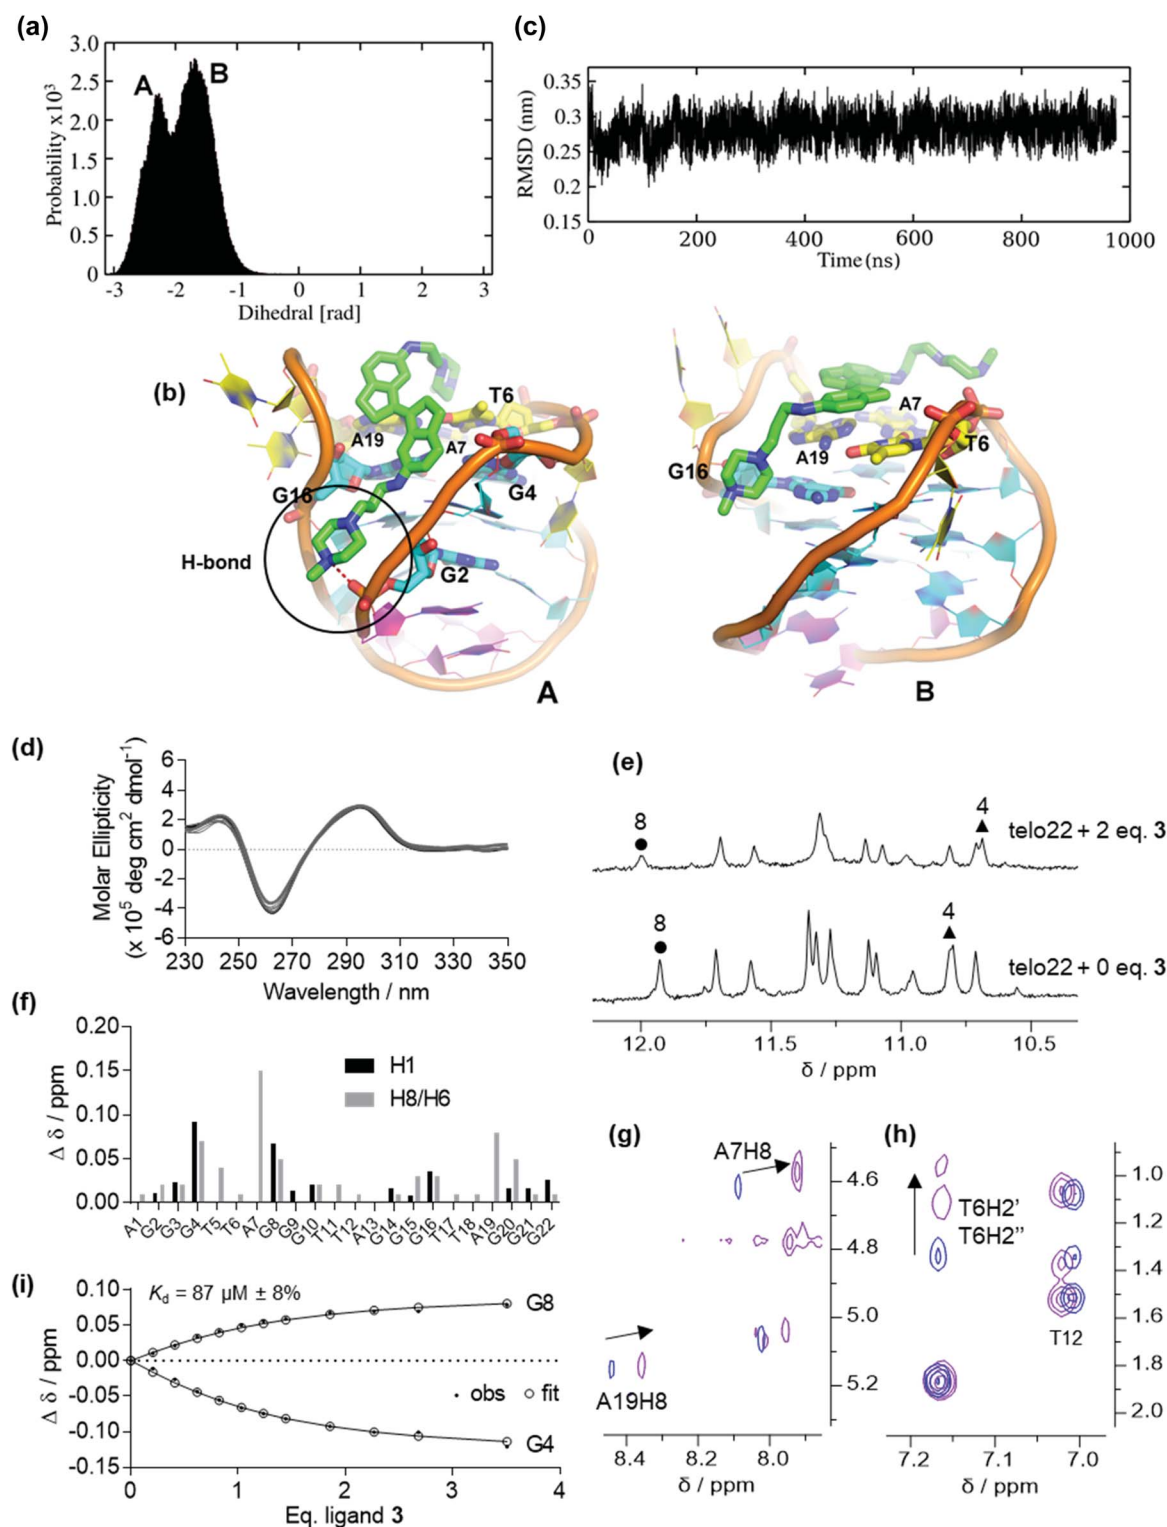 (a)
Probability x10³
3.0
2.5
2.0
1.5
1.0
0.5
0
A
B
-3 -2 -1 0 1 2 3
Dihedral [rad]
(c)
RMSD (nm)
0.35
0.3
0.25
0.2
0.15
0 200 400 600 800 1000
Time (ns)
(b)
T6
A19
A7
G16
G4
H-bond
G2
A
A7
A19
T6
G16
B
(d)
Molar Ellipticity
(x 10⁵ deg cm² dmol⁻¹)
6
4
2
0
-2
-4
-6
230 250 270 290 310 330 350
Wavelength / nm
(e)
8
4
telo22 + 2 eq. 3
8
4
telo22 + 0 eq. 3
12.0 11.5 11.0 10.5
δ / ppm
(f)
Δ δ / ppm
0.20
0.15
0.10
0.05
0.00
H1
H8/H6
A1 G2 G3 G4 T5 T6 A7 G8 G9 G10 T11 T12 A13 G14 G15 G16 T17 T18 A19 G20 G21 G22
(g)
A7H8
A19H8
4.6
4.8
5.0
5.2
8.4 8.2 8.0
δ / ppm
(h)
T6H2'
T6H2''
T12
1.0
1.2
1.4
1.6
1.8
2.0
7.2 7.1 7.0
δ / ppm
(i)
Δ δ / ppm
0.10
0.05
0.00
-0.05
-0.10
-0.15
Kd = 87 µM ± 8%
G8
obs fit
G4
0 1 2 3 4
Eq. ligand 3